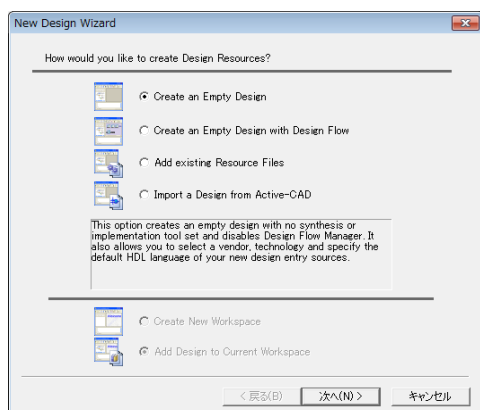 New Design Wizard
How would you like to create Design Resources?
Create an Empty Design
Create an Empty Design with Design Flow
Add existing Resource Files
Import a Design from Active-CAD
This option creates an empty design with no synthesis or
implementation tool set and disables Design Flow Manager. It
also allows you to select a vendor, technology and specify the
default HDL language of your new design entry sources.
Create New Workspace
Add Design to Current Workspace
< 戻る(B)
次へ(N) >
キャンセル